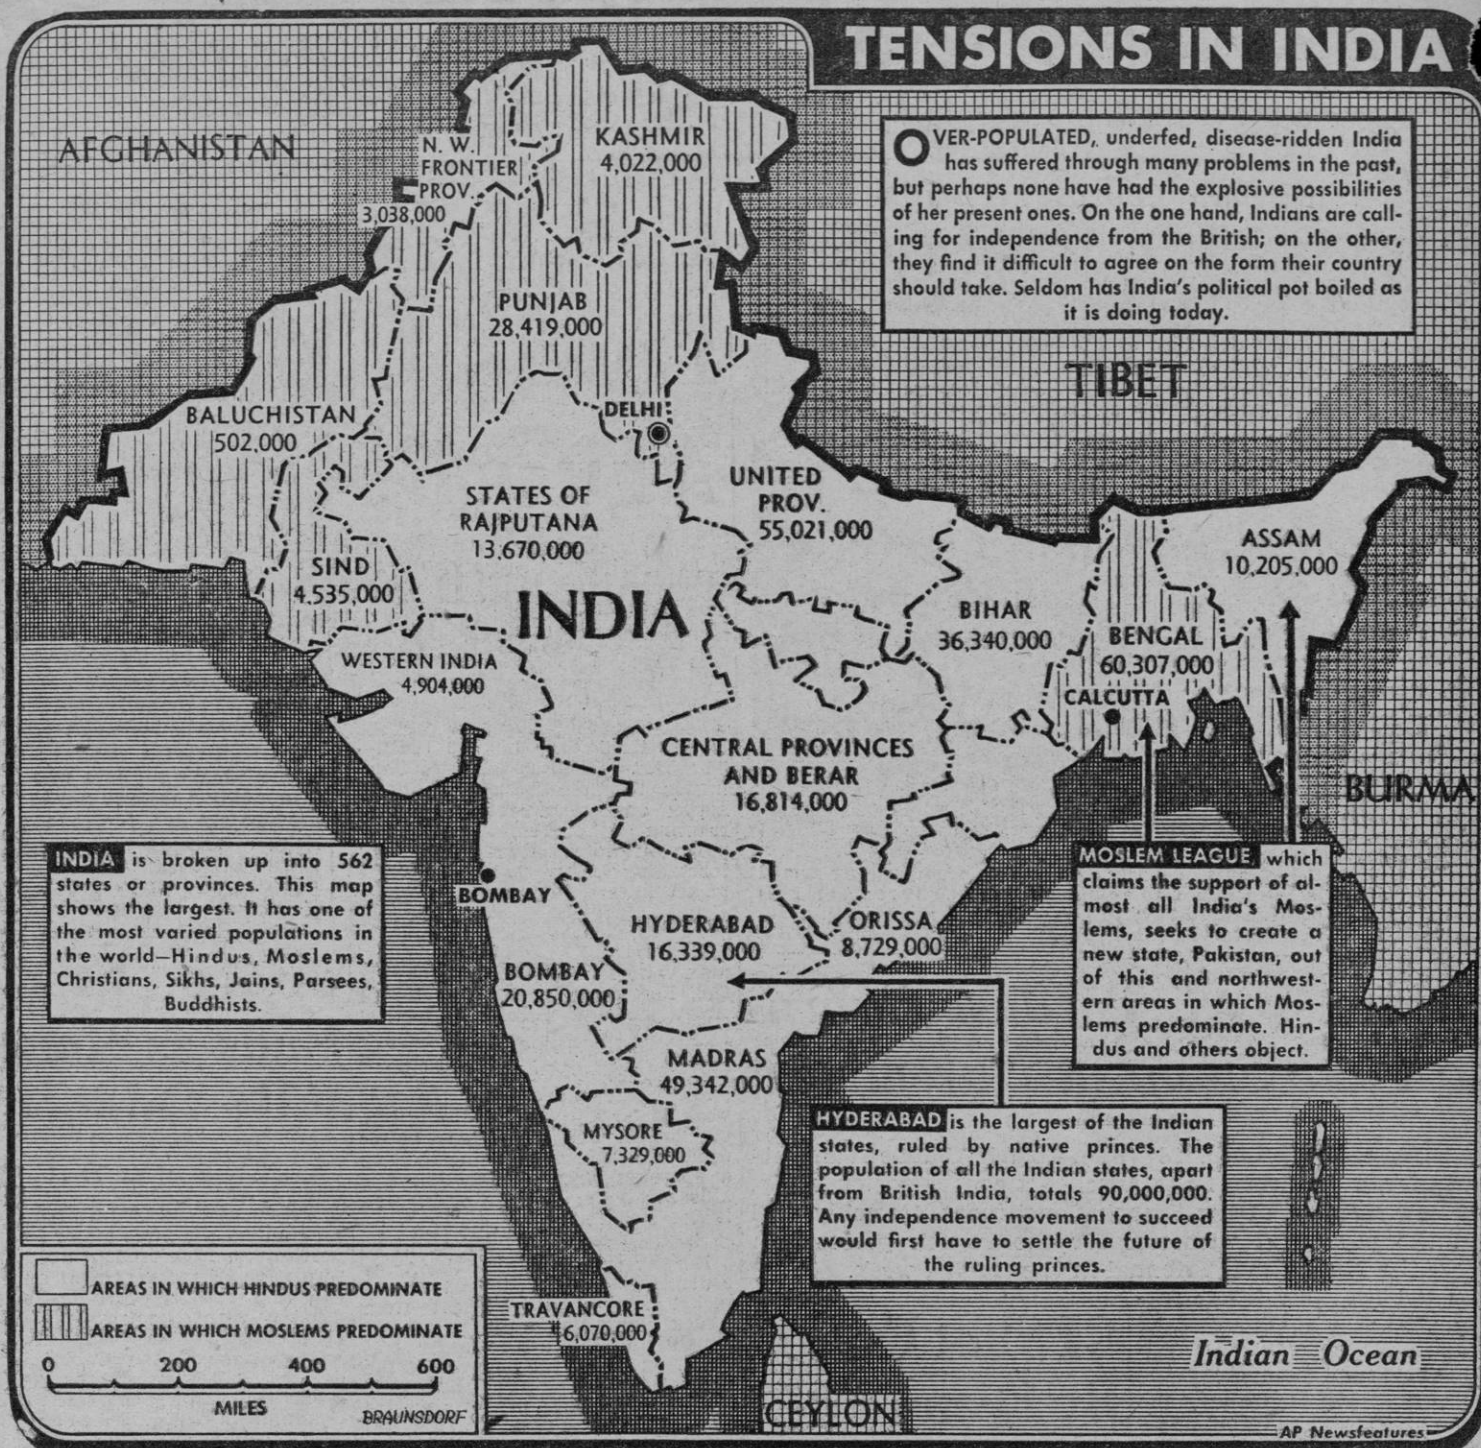 TENSIONS IN INDIA
OVER-POPULATED, underfed, disease-ridden India
has suffered through many problems in the past,
but perhaps none have had the explosive possibilities
of her present ones. On the one hand, Indians are call-
ing for independence from the British; on the other,
they find it difficult to agree on the form their country
should take. Seldom has India's political pot boiled as
it is doing today.
AFGHANISTAN
N. W.
FRONTIER
PROV.
3,038,000
KASHMIR
4,022,000
PUNJAB
28,419,000
TIBET
BALUCHISTAN
502,000
DELHI
STATES OF
RAJPUTANA
13,670,000
UNITED
PROV.
55,021,000
SIND
4,535,000
INDIA
BIHAR
36,340,000
ASSAM
10,205,000
BENGAL
60,307,000
CALCUTTA
WESTERN INDIA
4,904,000
CENTRAL PROVINCES
AND BERAR
16,814,000
BURMA
INDIA is broken up into 562
states or provinces. This map
shows the largest. It has one of
the most varied populations in
the world—Hindus, Moslems,
Christians, Sikhs, Jains, Parsees,
Buddhists.
BOMBAY
BOMBAY
20,850,000
HYDERABAD
16,339,000
ORISSA
8,729,000
MOSLEM LEAGUE, which
claims the support of al-
most all India's Mos-
lems, seeks to create a
new state, Pakistan, out
of this and northwest-
ern areas in which Mos-
lems predominate. Hin-
dus and others object.
MADRAS
49,342,000
MYSORE
7,329,000
HYDERABAD is the largest of the Indian
states, ruled by native princes. The
population of all the Indian states, apart
from British India, totals 90,000,000.
Any independence movement to succeed
would first have to settle the future of
the ruling princes.
TRAVANCORE
6,070,000
AREAS IN WHICH HINDUS PREDOMINATE
AREAS IN WHICH MOSLEMS PREDOMINATE
0 200 400 600
MILES
BRAUNSDORF
CEYLON
Indian Ocean
AP Newsfeatures